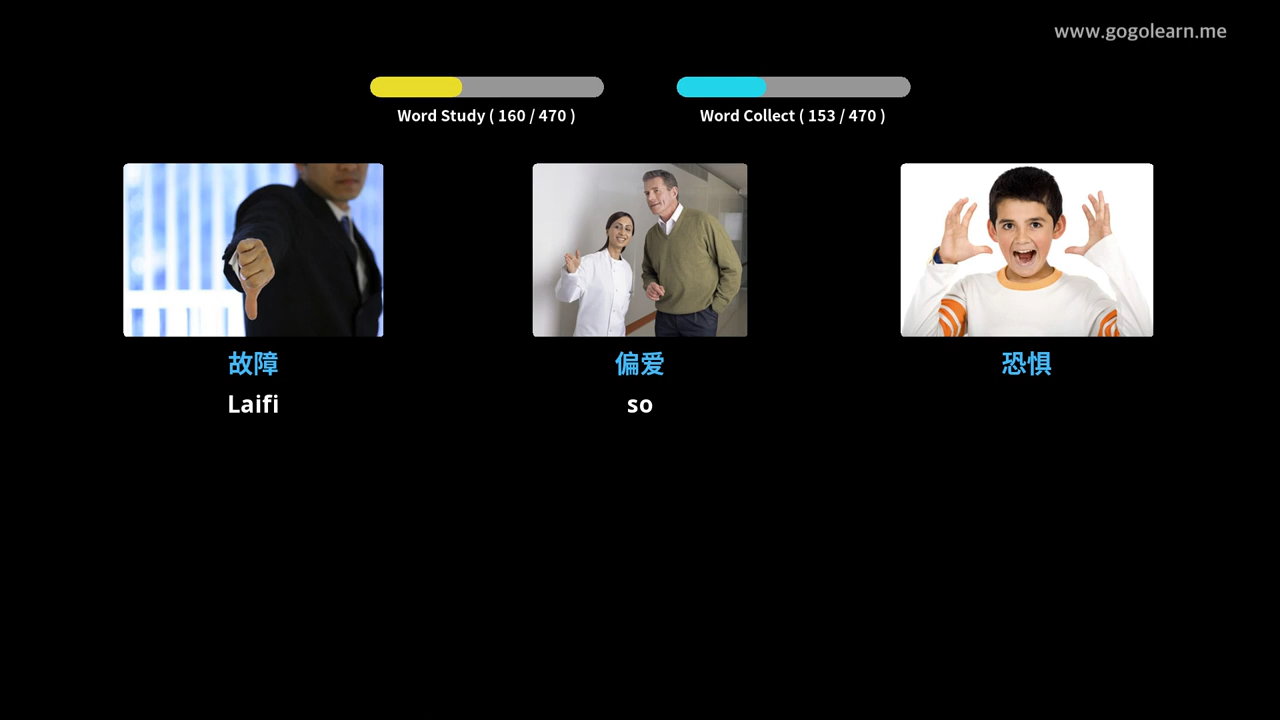 www.gogolearn.me
Word Study ( 160 / 470 )
Word Collect ( 153 / 470 )
故障
偏爱
恐惧
Laifi
so